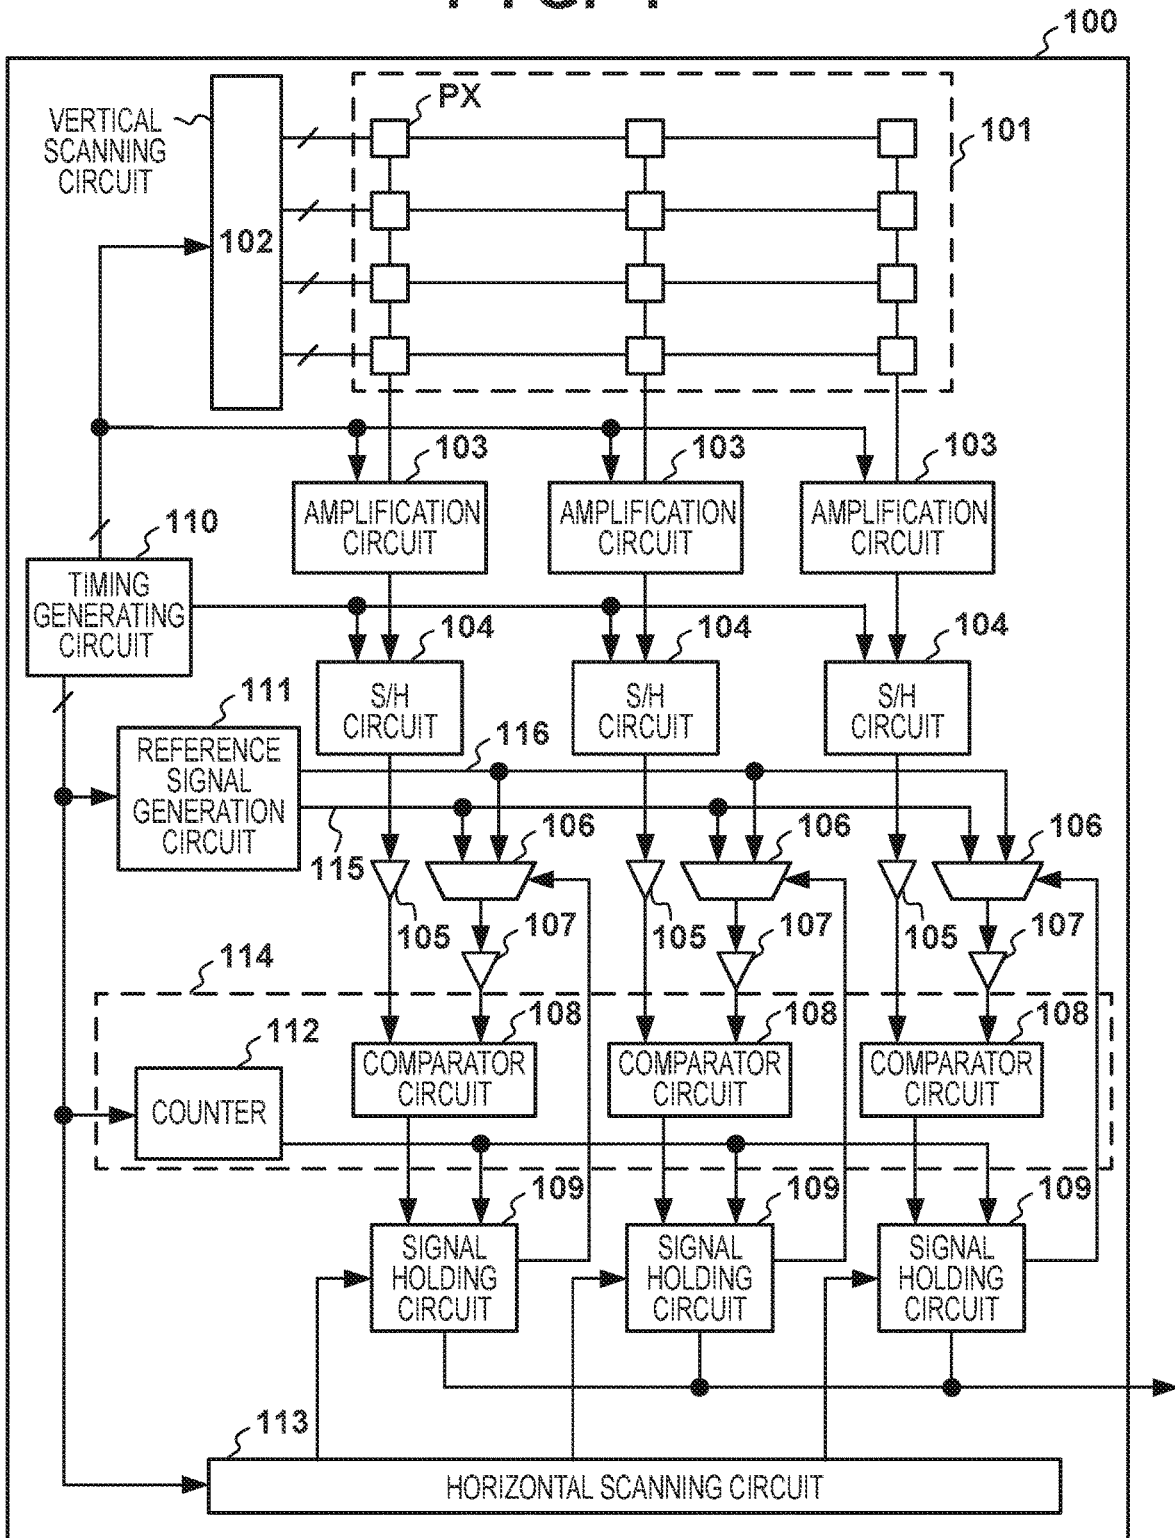 100
PX
VERTICAL
SCANNING
CIRCUIT
101
102
103
103
103
AMPLIFICATION
CIRCUIT
AMPLIFICATION
CIRCUIT
AMPLIFICATION
CIRCUIT
110
TIMING
GENERATING
CIRCUIT
104
104
104
S/H
CIRCUIT
S/H
CIRCUIT
S/H
CIRCUIT
111
REFERENCE
SIGNAL
GENERATION
CIRCUIT
116
115
106
106
106
105
105
105
107
107
107
114
112
COUNTER
108
108
108
COMPARATOR
CIRCUIT
COMPARATOR
CIRCUIT
COMPARATOR
CIRCUIT
109
109
109
SIGNAL
HOLDING
CIRCUIT
SIGNAL
HOLDING
CIRCUIT
SIGNAL
HOLDING
CIRCUIT
113
HORIZONTAL SCANNING CIRCUIT